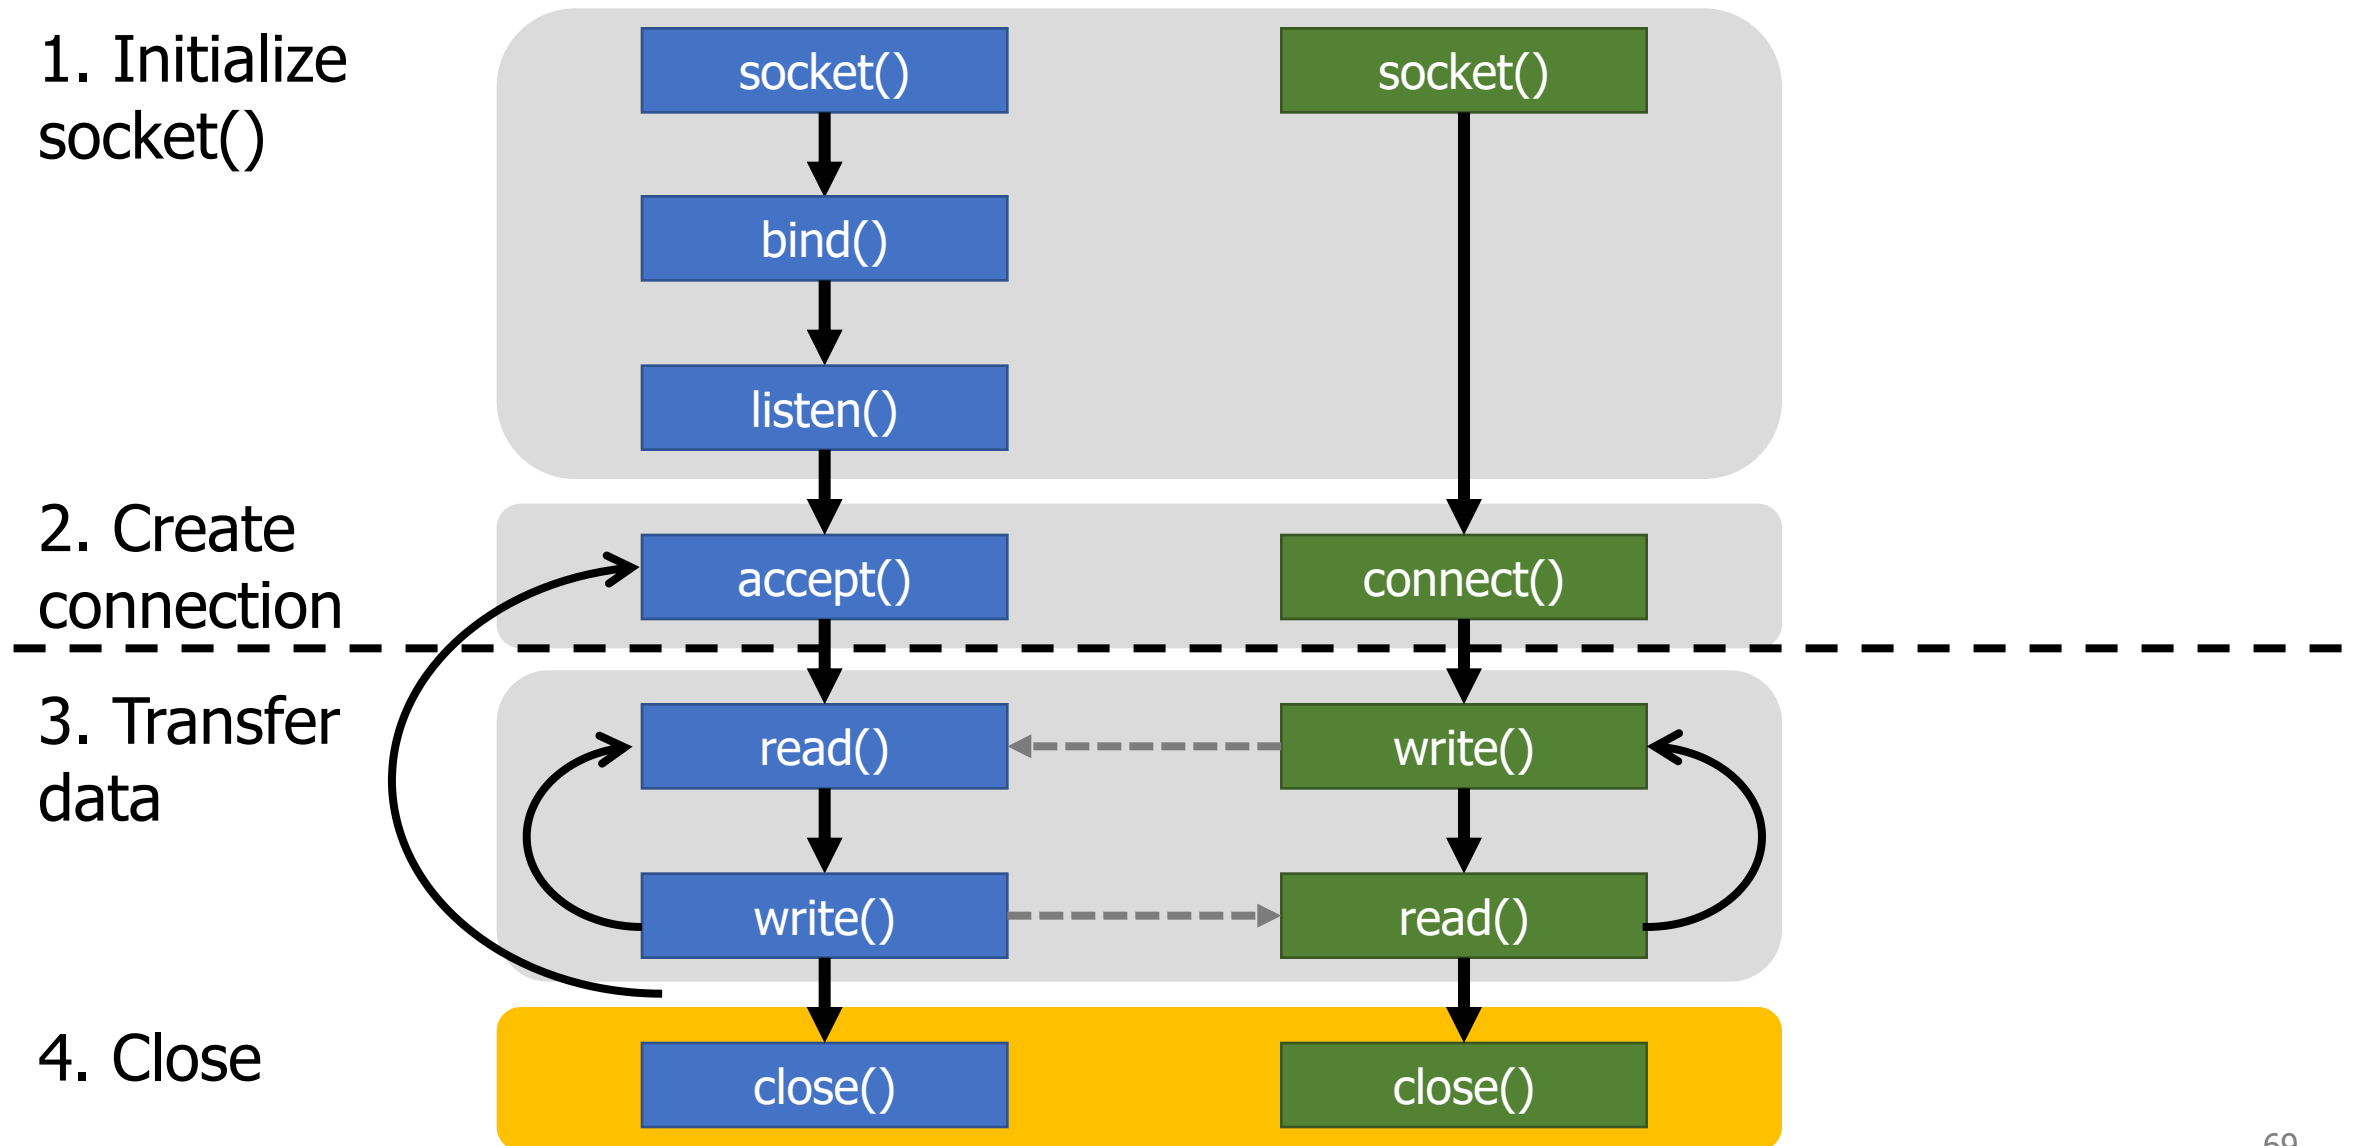 1. Initialize
socket()
socket()
socket()
bind()
listen()
2. Create
connection
accept()
connect()
3. Transfer
data
read()
write()
write()
read()
4. Close
close()
close()
69